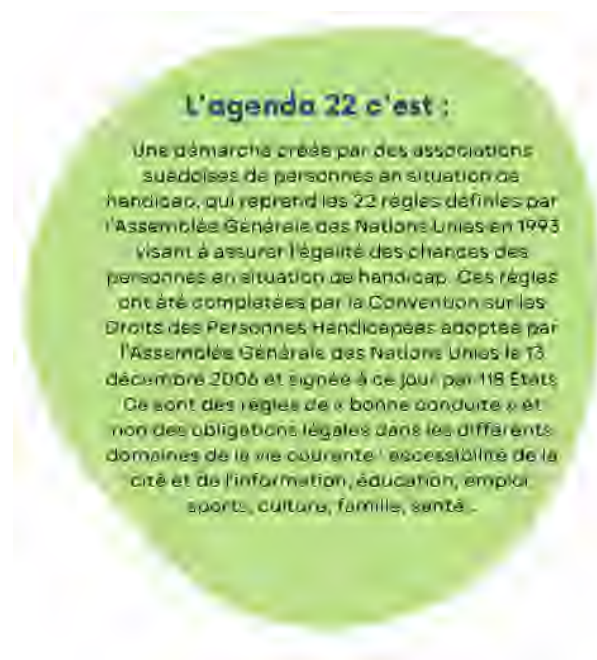 L'agenda 22 c'est :
Une démarche créée par des associations
suédoises de personnes en situation de
handicap, qui reprend les 22 règles définies par
l'Assemblée Générale des Nations Unies en 1993
visant à assurer l'égalité des chances des
personnes en situation de handicap. Ces règles
ont été complétées par la Convention sur les
Droits des Personnes Handicapées adoptée par
l'Assemblée Générale des Nations Unies le 13
décembre 2006 et signée à ce jour par 118 Etats
Ce sont des règles de « bonne conduite » et
non des obligations légales dans les différents
domaines de la vie courante : accessibilité de la
cité et de l'information, éducation, emploi
sports, culture, famille, santé...